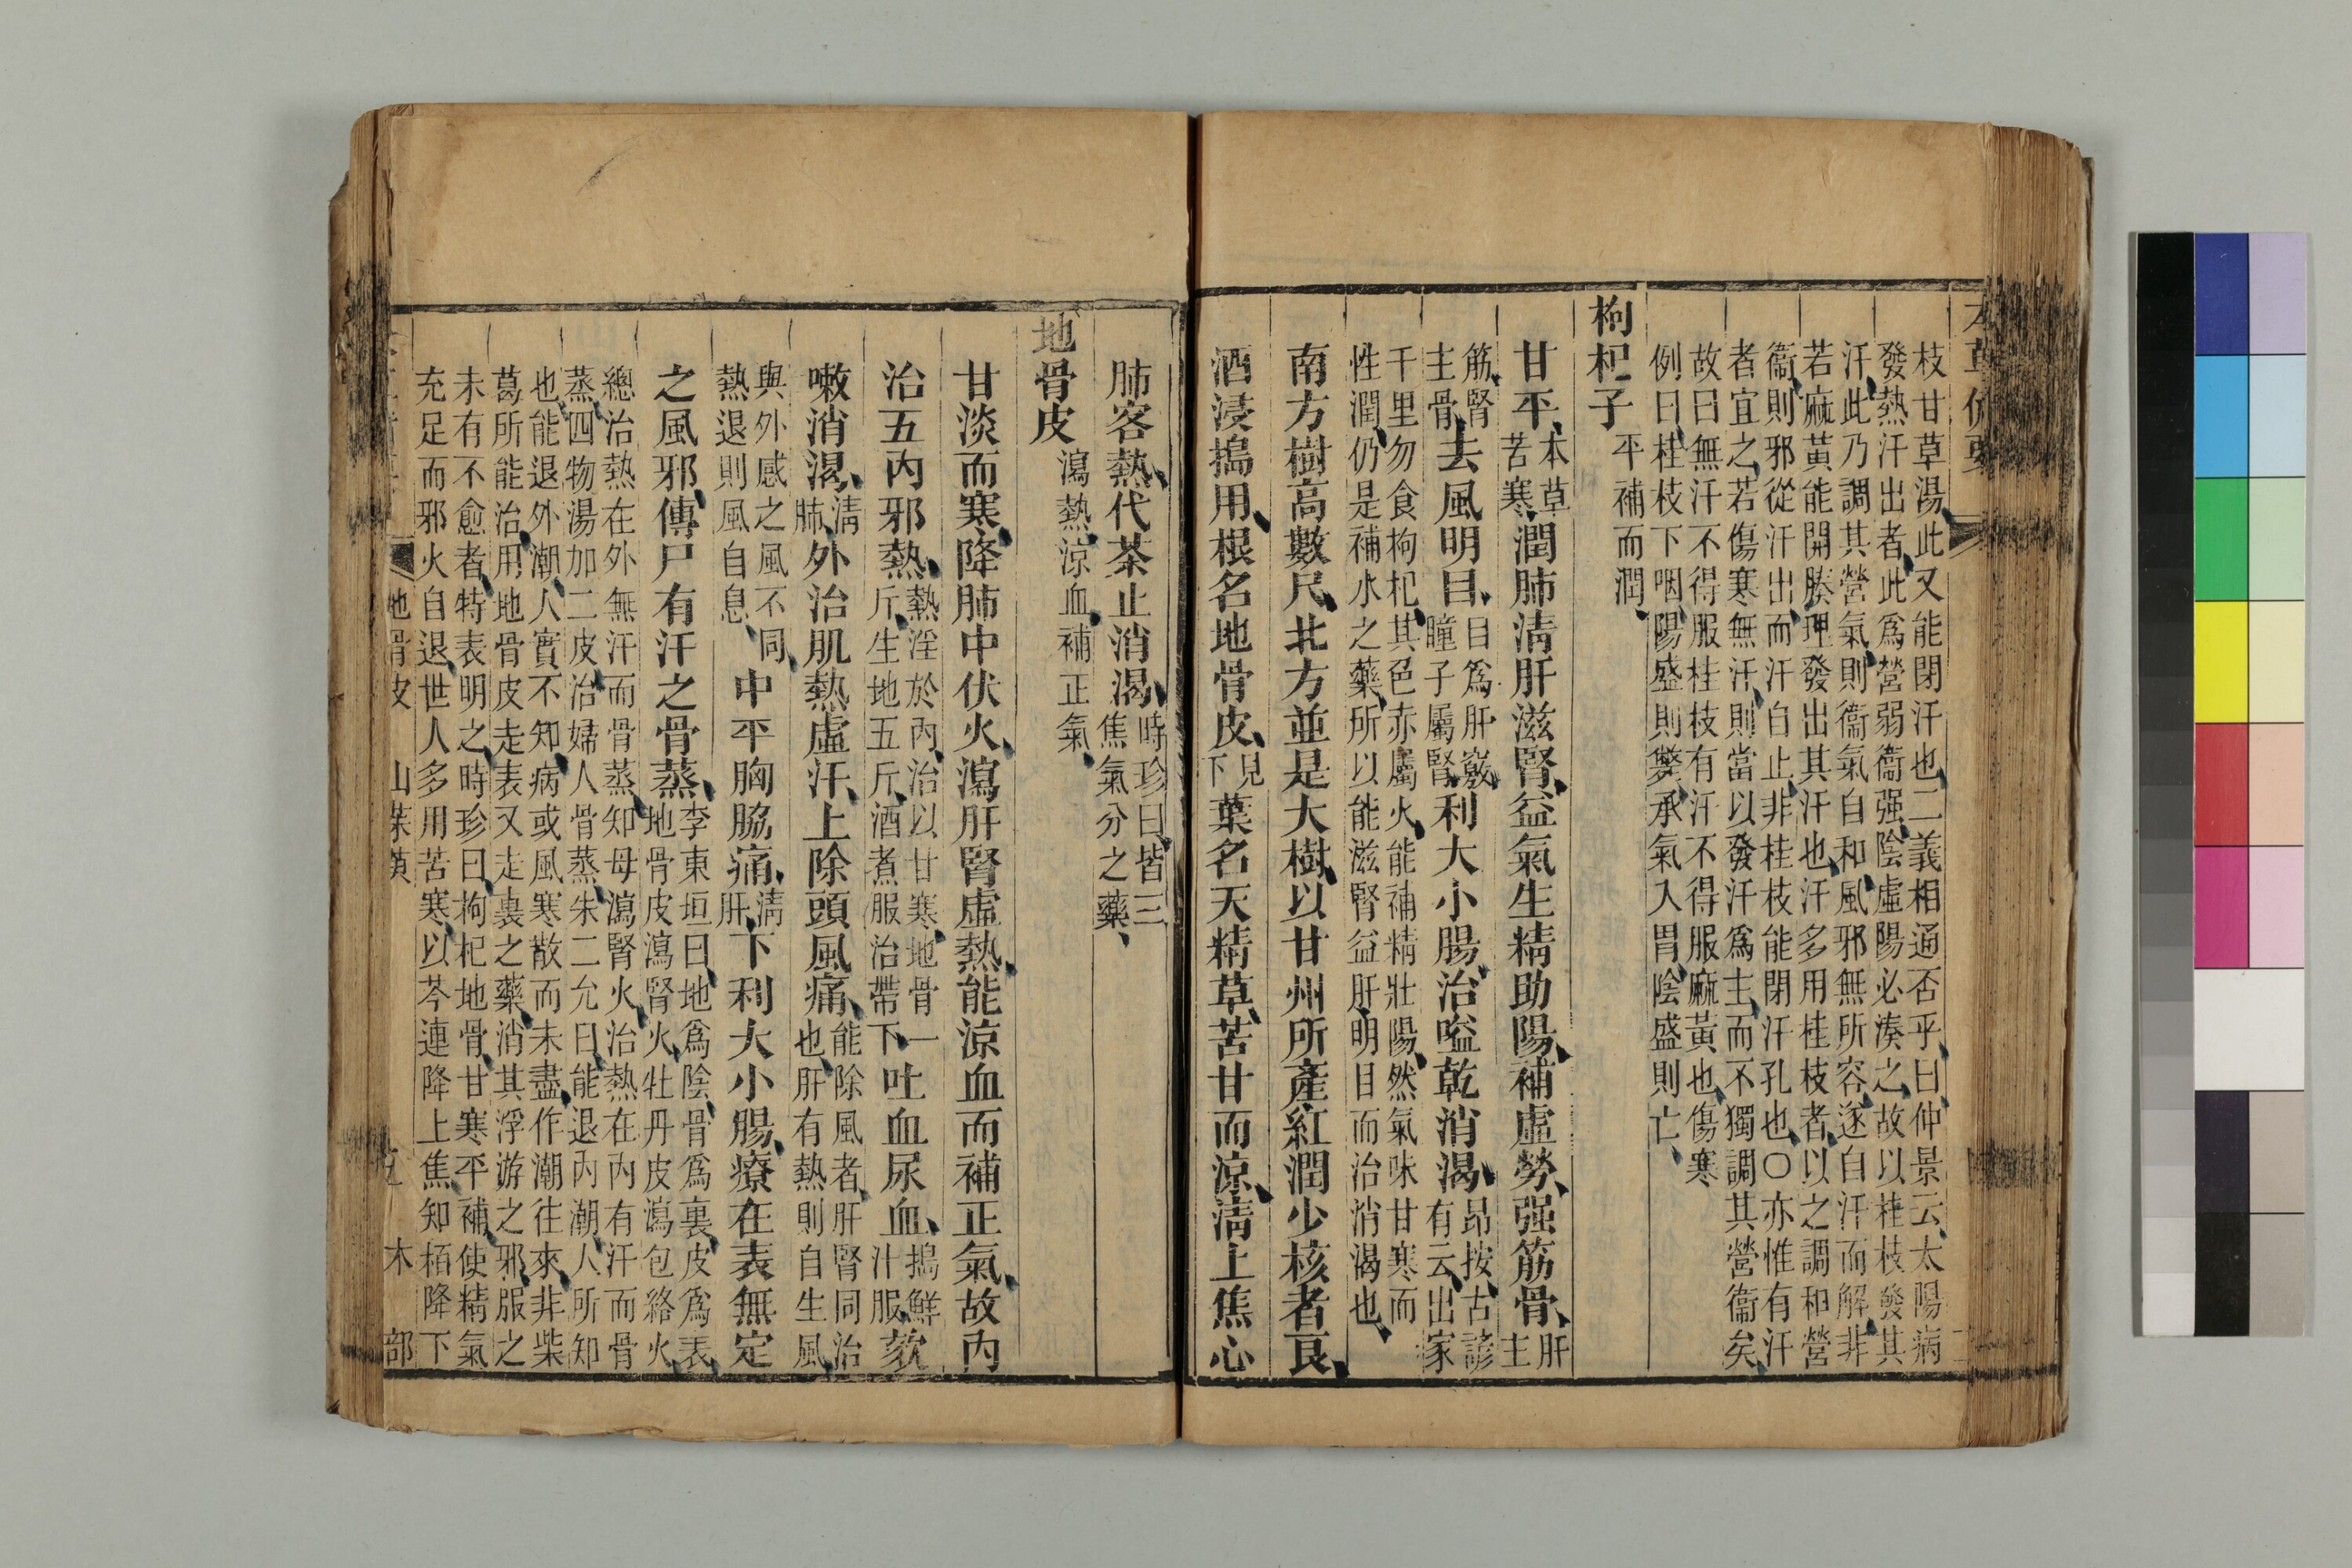 枝甘草湯此又能閉汗也二義相通否乎曰仲景云太陽病
發熱汗出者此爲營弱衞强陰虛陽必湊之故以桂枝發其
汗此乃調其營氣則衞氣自和風邪無所容遂自汗而解非
若麻黃能開腠理發出其汗也汗多用桂枝者以之調和營
衞則邪從汗出而汗自止非桂枝能閉汗孔也○亦惟有汗
者宜之若傷寒無汗則當以發汗爲主而不獨調其營衞矣
故曰無汗不得服桂枝有汗不得服麻黃也傷寒
例曰桂枝下咽陽盛則斃承氣入胃陰盛則亡
枸杞子 平補而潤
甘平 本草 苦寒 潤肺淸肝滋腎益氣生精助陽補虛勞强筋骨 肝 主
筋腎 主骨 去風明目 目爲肝竅 瞳子屬腎 利大小腸治嗌乾消渴 昂按古諺 有云出家
千里勿食枸杞其色赤屬火能補精壯陽然氣味甘寒而
性潤仍是補水之藥所以能滋腎益肝明目而治消渴也
南方樹高數尺北方並是大樹以甘州所產紅潤少核者良
酒浸搗用根名地骨皮 見 下 葉名天精草苦甘而涼淸上焦心
肺客熱代茶止消渴 時珍曰皆三 焦氣分之藥
地骨皮 瀉熱涼血補正氣
甘淡而寒降肺中伏火瀉肝腎虛熱能涼血而補正氣故內
治五內邪熱 熱淫於內治以甘寒地骨一 斤生地五斤酒煮服治帶下 吐血尿血 搗鮮 汁服 欬
嗽消渴 淸 肺 外治肌熱虛汗上除頭風痛 能除風者肝腎同治 也肝有熱則自生風
與外感之風不同 熱退則風自息 中平胸脇痛 淸 肝 下利大小腸療在表無定
之風邪傳尸有汗之骨蒸 李東垣曰地爲陰骨爲裏皮爲表 地骨皮瀉腎火牡丹皮瀉包絡火
總治熱在外無汗而骨蒸知母瀉腎火治熱在內有汗而骨
蒸四物湯加二皮治婦人骨蒸朱二允曰能退內潮人所知
也能退外潮人實不知病或風寒散而未盡作潮往來非柴
葛所能治用地骨皮走表又走裏之藥消其浮游之邪服之
未有不愈者特表明之時珍曰枸杞地骨甘寒平補使精氣
充足而邪火自退世人多用苦寒以芩連降上焦知栢降下
地骨皮 山茱萸 木部